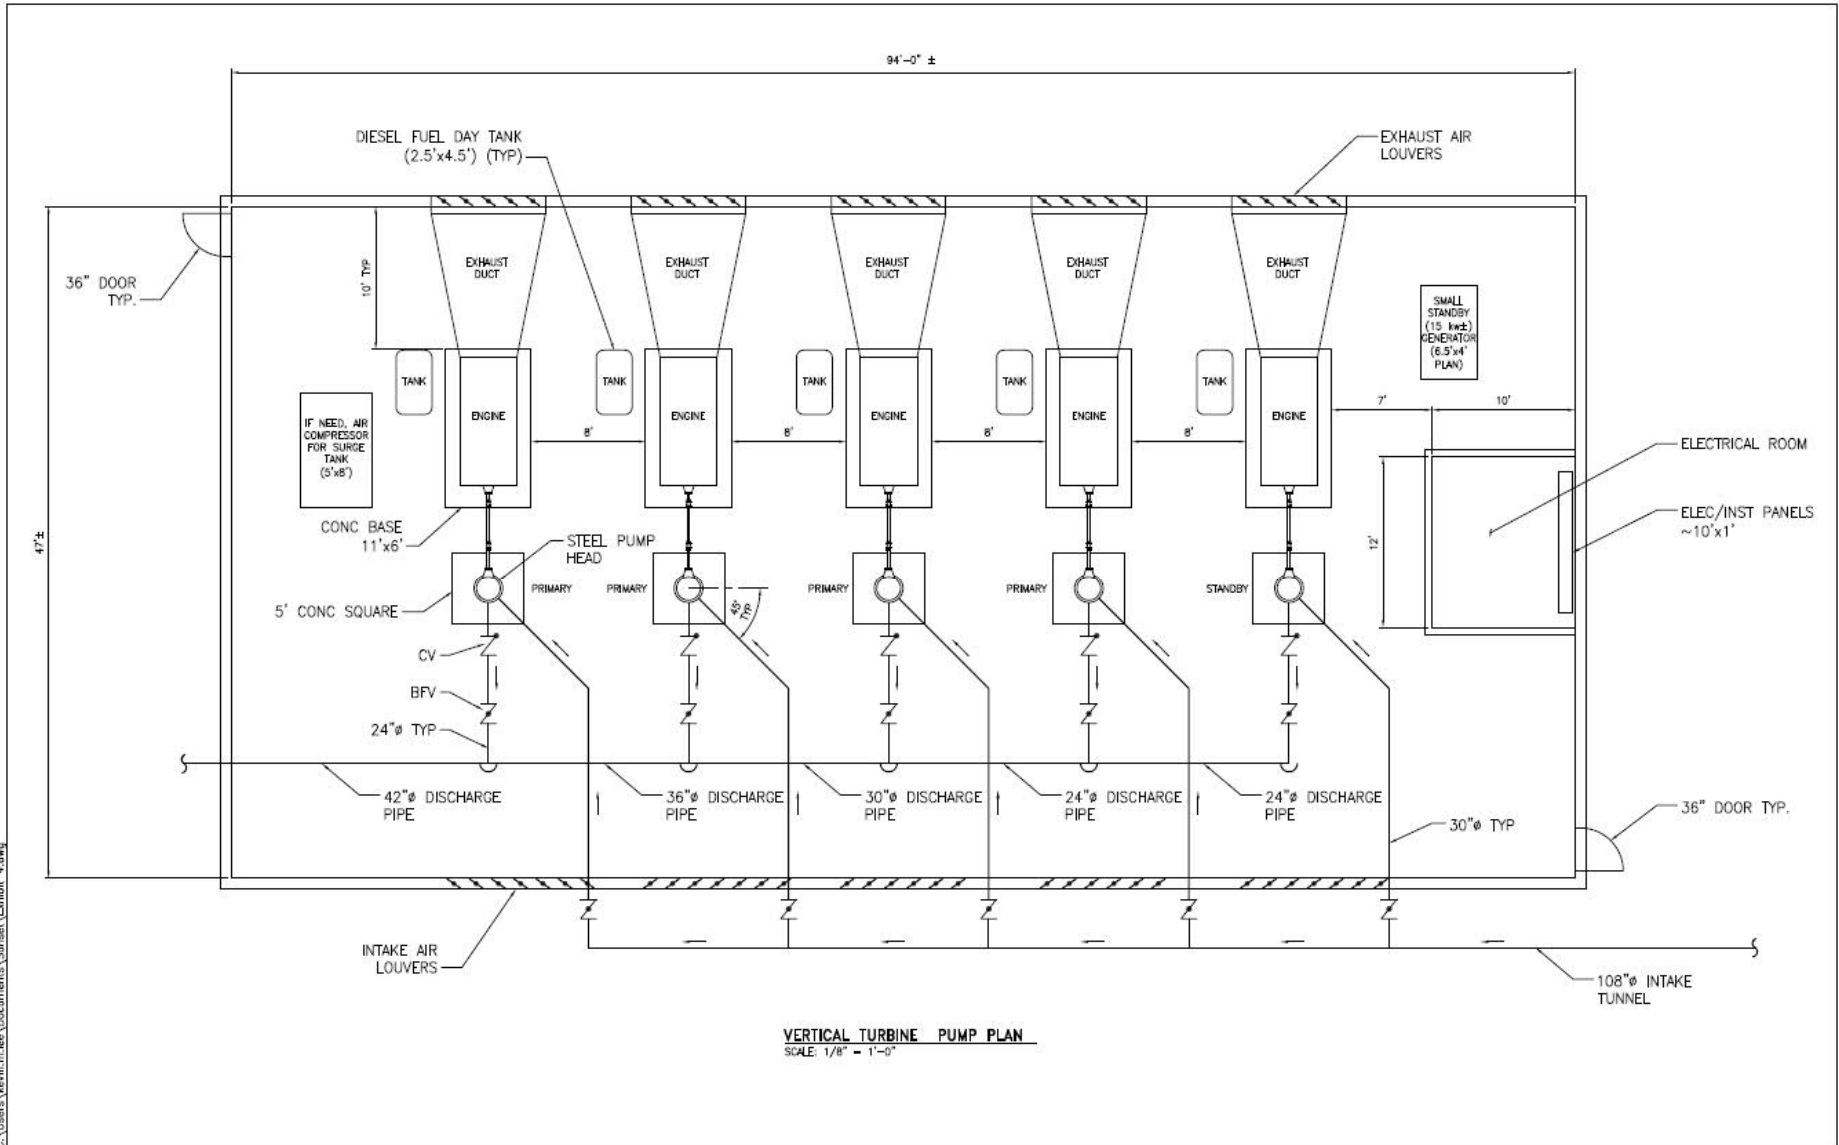 94'-0" ±
DIESEL FUEL DAY TANK
(2.5'x4.5') (TYP)
EXHAUST AIR
LOUVERS
36" DOOR
TYP.
10' TYP
EXHAUST
DUCT
EXHAUST
DUCT
EXHAUST
DUCT
EXHAUST
DUCT
EXHAUST
DUCT
SMALL
STANDBY
(15 kw±)
GENERATOR
(6.5'x4'
PLAN)
TANK
TANK
TANK
TANK
TANK
ENGINE
ENGINE
ENGINE
ENGINE
ENGINE
7'
10'
IF NEED, AIR
COMPRESSOR
FOR SURGE
TANK
(5'x8')
8'
8'
8'
8'
ELECTRICAL ROOM
ELEC/INST PANELS
~10'x1'
12'
47'±
CONC BASE
11'x6'
STEEL PUMP
HEAD
PRIMARY
PRIMARY
PRIMARY
PRIMARY
STANDBY
45°
TYP
5' CONC SQUARE
CV
BFV
24"ø TYP
42"ø DISCHARGE
PIPE
36"ø DISCHARGE
PIPE
30"ø DISCHARGE
PIPE
24"ø DISCHARGE
PIPE
24"ø DISCHARGE
PIPE
30"ø TYP
36" DOOR TYP.
INTAKE AIR
LOUVERS
108"ø INTAKE
TUNNEL
VERTICAL TURBINE PUMP PLAN
SCALE: 1/8" = 1'-0"